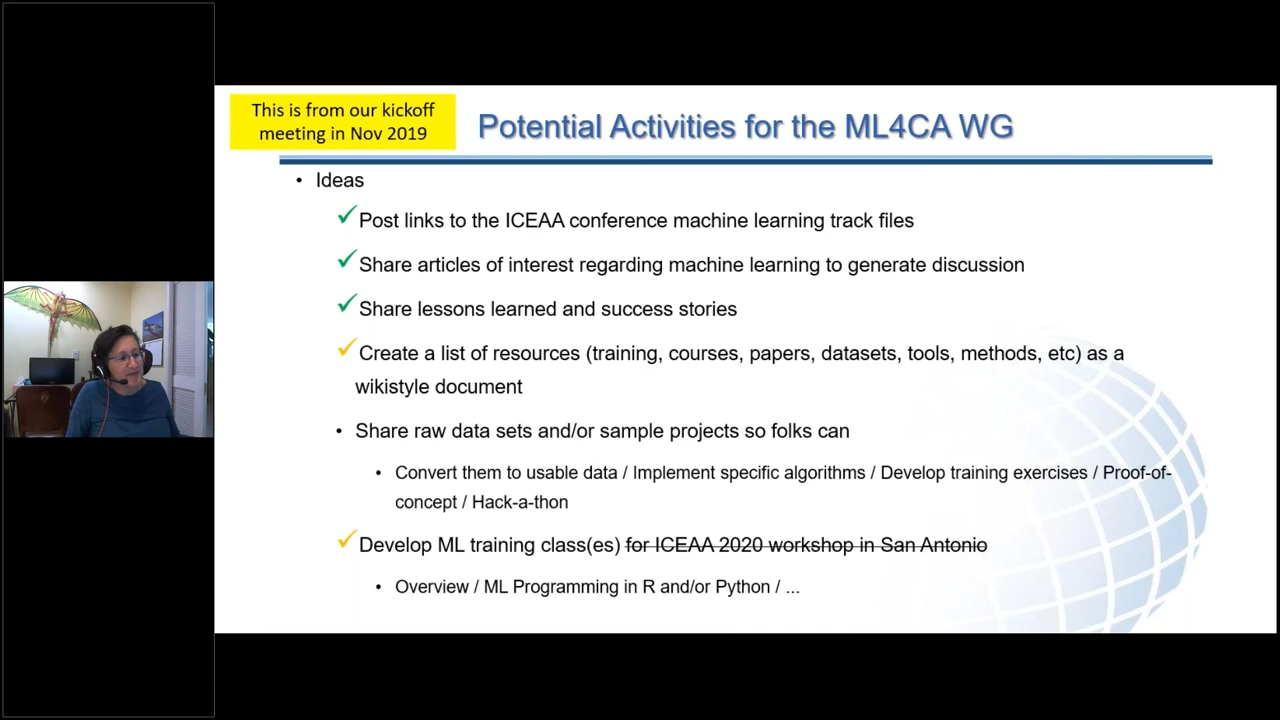 This is from our kickoff
meeting in Nov 2019
Potential Activities for the ML4CA WG
• Ideas
✓Post links to the ICEAA conference machine learning track files
✓Share articles of interest regarding machine learning to generate discussion
✓Share lessons learned and success stories
✓Create a list of resources (training, courses, papers, datasets, tools, methods, etc) as a
wikistyle document
• Share raw data sets and/or sample projects so folks can
• Convert them to usable data / Implement specific algorithms / Develop training exercises / Proof-of-
concept / Hack-a-thon
✓Develop ML training class(es) for ICEAA 2020 workshop in San Antonio
• Overview / ML Programming in R and/or Python / ...